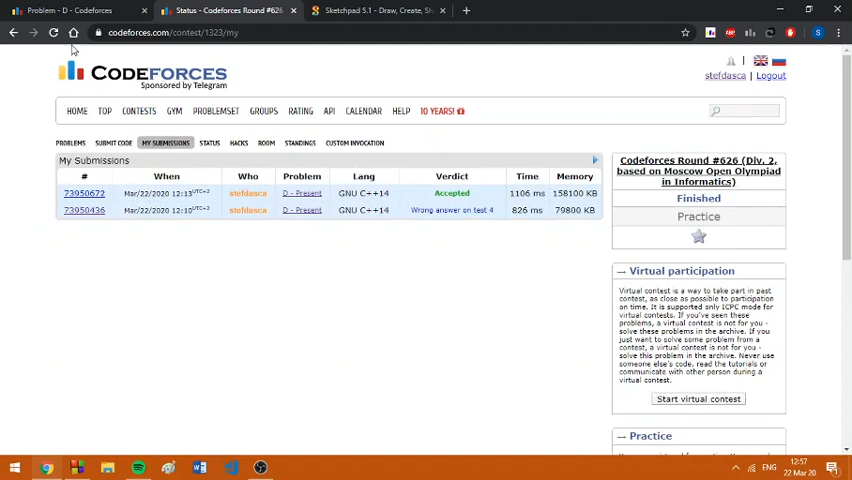 Problem - D - Codeforces
Status - Codeforces Round #626
Sketchpad 5.1 - Draw, Create, Sh
codeforces.com/contest/1323/my
CODEFORCES
Sponsored by Telegram
stefdasca | Logout
HOME TOP CONTESTS GYM PROBLEMSET GROUPS RATING API CALENDAR HELP 10 YEARS!
PROBLEMS SUBMIT CODE MY SUBMISSIONS STATUS HACKS ROOM STANDINGS CUSTOM INVOCATION
My Submissions
# When Who Problem Lang Verdict Time Memory
73950672 Mar/22/2020 12:13UTC+2 stefdasca D - Present GNU C++14 Accepted 1106 ms 158100 KB
73950436 Mar/22/2020 12:10UTC+2 stefdasca D - Present GNU C++14 Wrong answer on test 4 826 ms 79800 KB
Codeforces Round #626 (Div. 2,
based on Moscow Open Olympiad
in Informatics)
Finished
Practice
→ Virtual participation
Virtual contest is a way to take part in past
contest, as close as possible to participation
on time. It is supported only ICPC mode for
virtual contests. If you've seen these
problems, a virtual contest is not for you -
solve these problems in the archive. If you
just want to solve some problem from a
contest, a virtual contest is not for you -
solve this problem in the archive. Never use
someone else's code, read the tutorials or
communicate with other person during a
virtual contest.
Start virtual contest
→ Practice
ENG
12:57
22 Mar 20